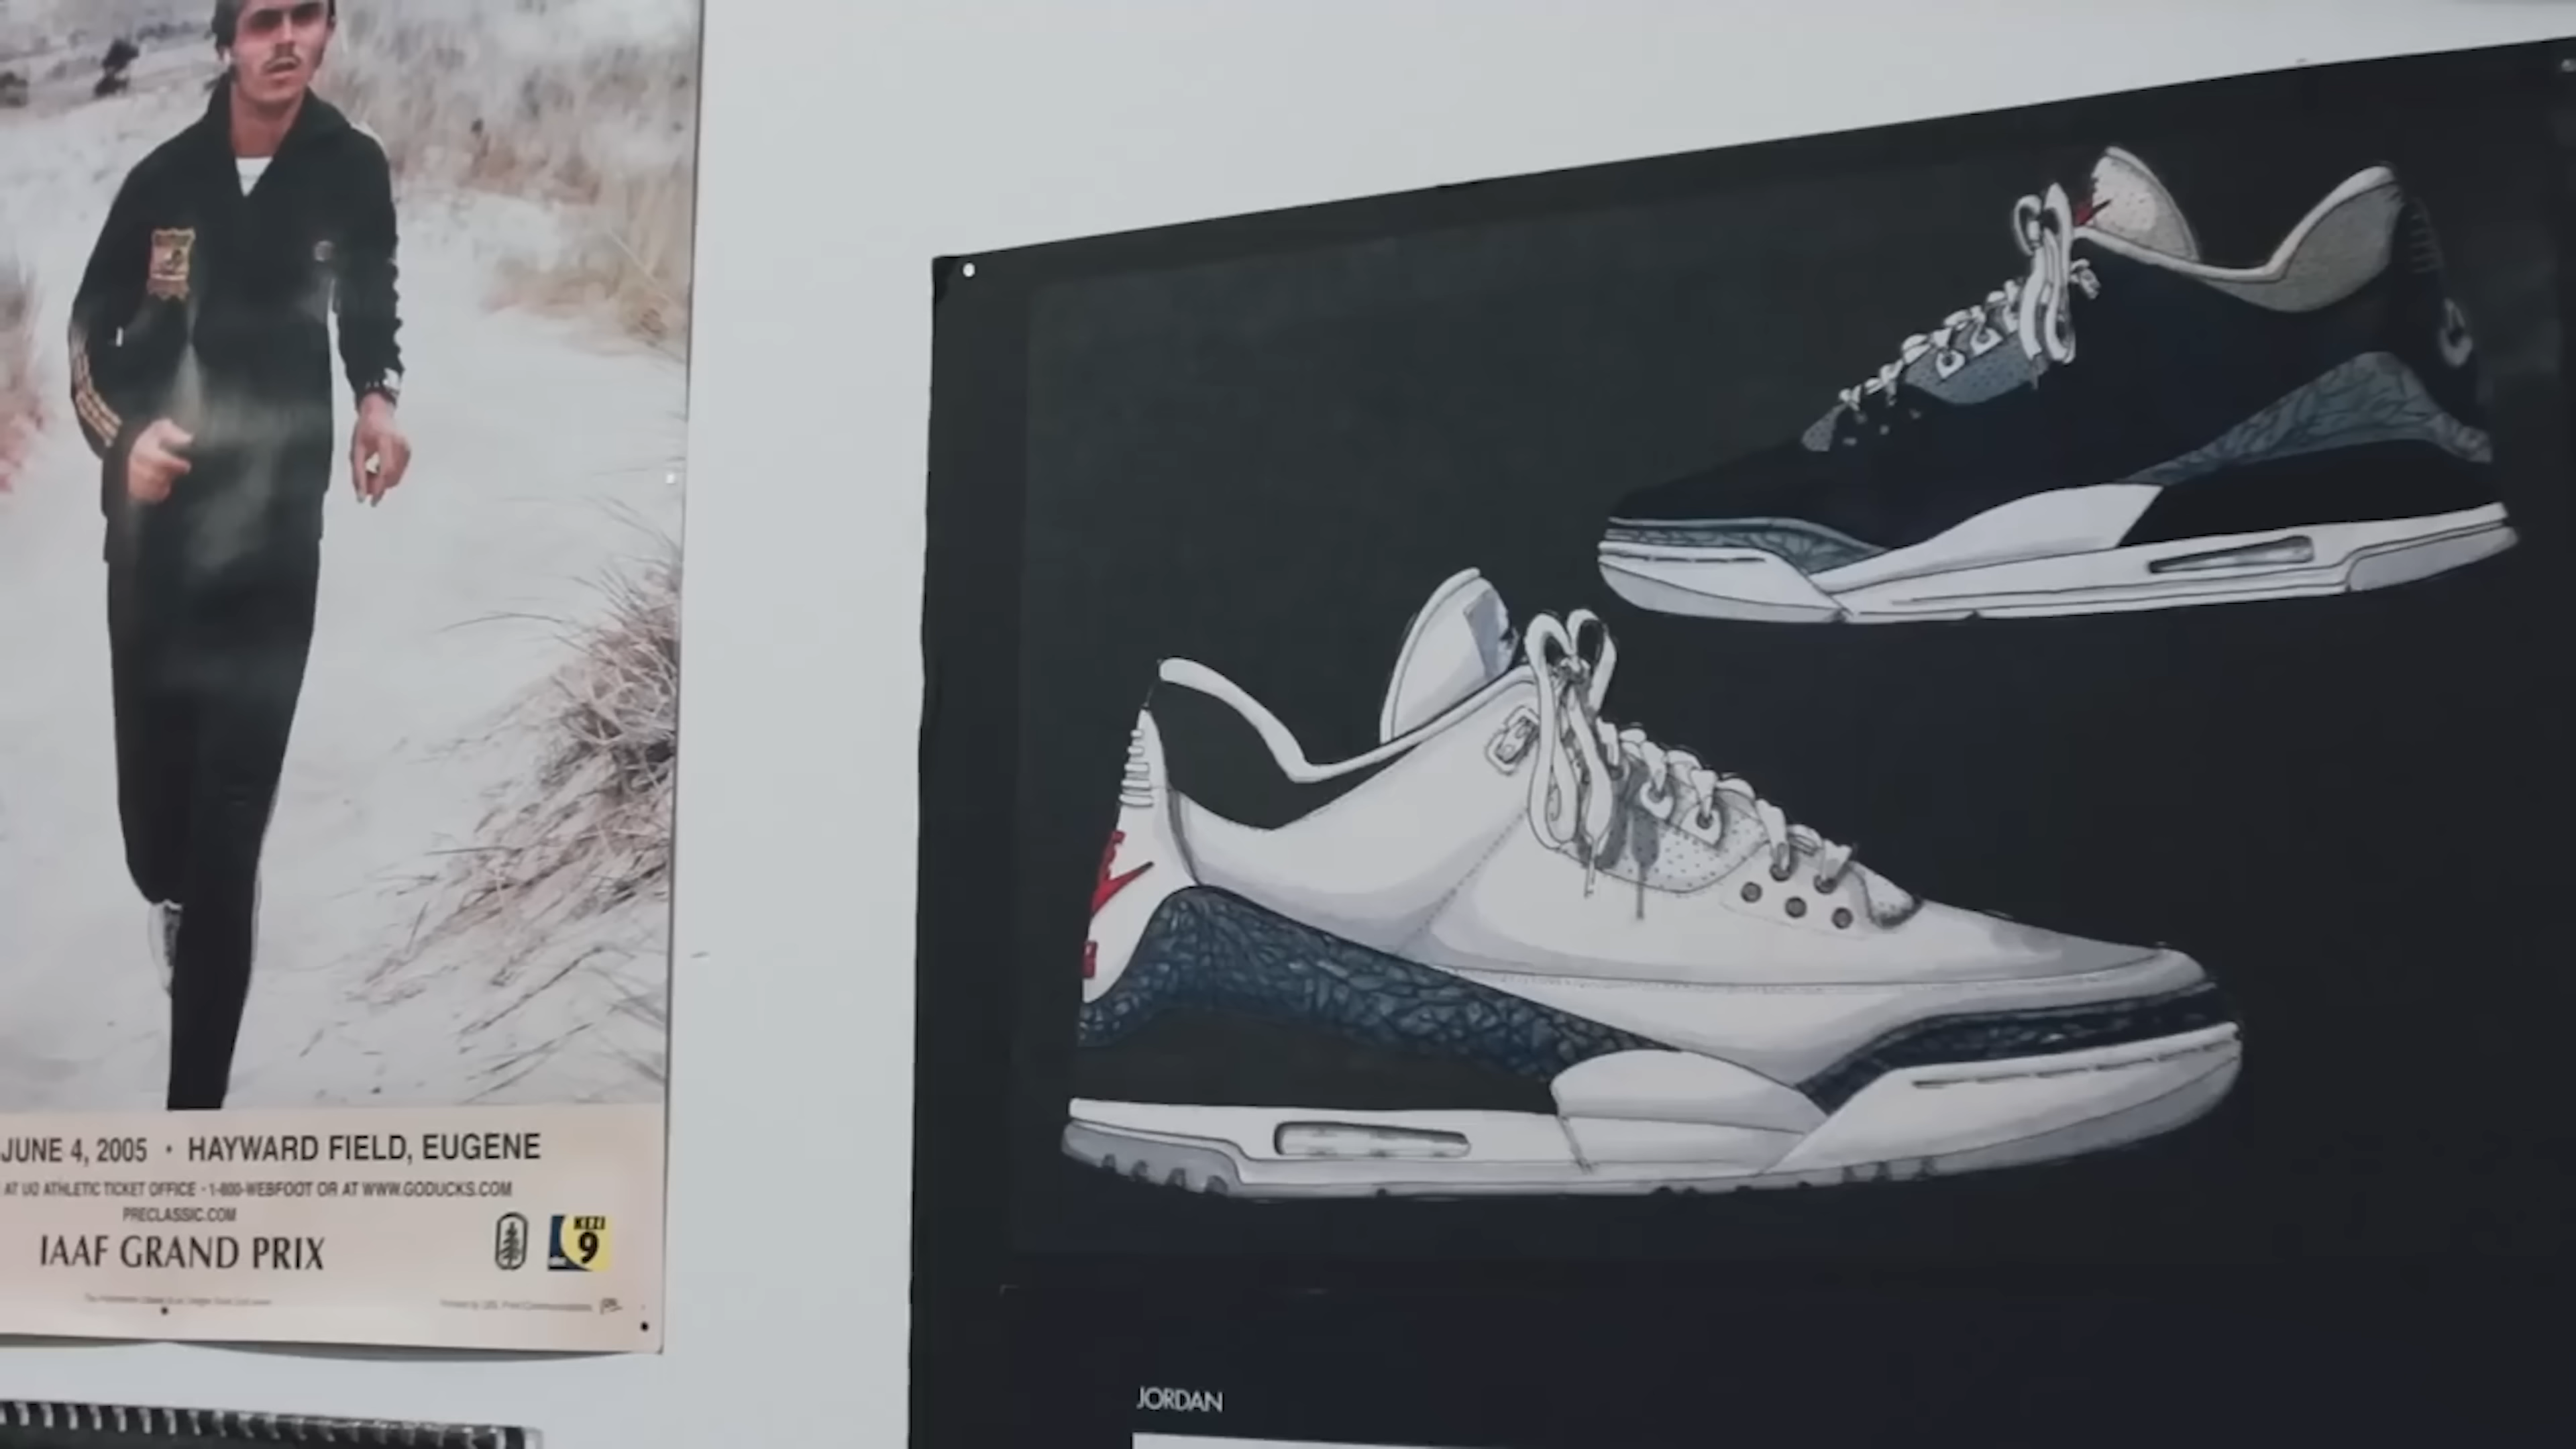 JUNE 4, 2005 · HAYWARD FIELD, EUGENE
AT UO ATHLETIC TICKET OFFICE · 1-800-WEBFOOT OR AT WWW.GODUCKS.COM
PRECLASSIC.COM
IAAF GRAND PRIX
KEZI
9
JORDAN